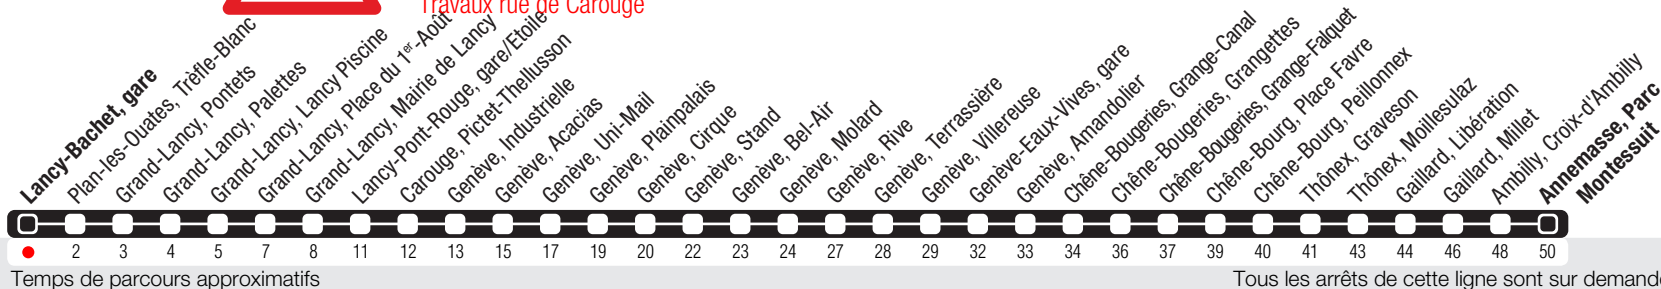 Travaux rue de Carouge
Lancy-Bachet, gare
Plan-les-Ouates, Trèfle-Blanc
Grand-Lancy, Pontets
Grand-Lancy, Palettes
Grand-Lancy, Lancy Piscine
Grand-Lancy, Place du 1er-Août
Grand-Lancy, Mairie de Lancy
Lancy-Pont-Rouge, gare/Etoile
Carouge, Pictet-Thellusson
Genève, Industrielle
Genève, Acacias
Genève, Uni-Mail
Genève, Plainpalais
Genève, Cirque
Genève, Stand
Genève, Bel-Air
Genève, Molard
Genève, Rive
Genève, Terrassière
Genève, Villereuse
Genève-Eaux-Vives, gare
Genève, Amandolier
Chêne-Bougeries, Grange-Canal
Chêne-Bougeries, Grangettes
Chêne-Bougeries, Grange-Falquet
Chêne-Bourg, Place Favre
Chêne-Bourg, Peillonnex
Thônex, Graveson
Thônex, Moillesulaz
Gaillard, Libération
Gaillard, Millet
Ambilly, Croix-d'Ambilly
Annemasse, Parc
Montessuit
2 3 4 5 7 8 11 12 13 15 17 19 20 22 23 24 27 28 29 32 33 34 36 37 39 40 41 43 44 46 48 50
Temps de parcours approximatifs
Tous les arrêts de cette ligne sont sur demande